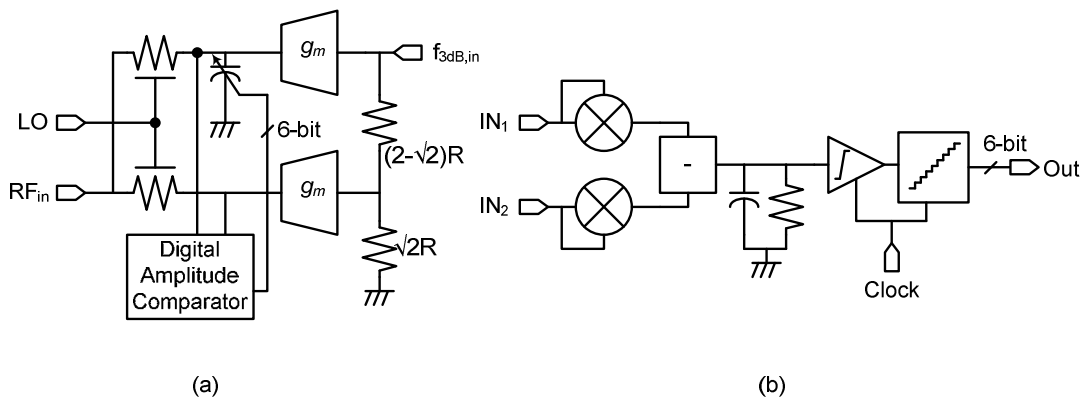 gm
f3dB,in
LO
6-bit
(2-√2)R
RFin
gm
√2R
Digital
Amplitude
Comparator
IN1
IN2
-
6-bit
Out
Clock
(a)
(b)